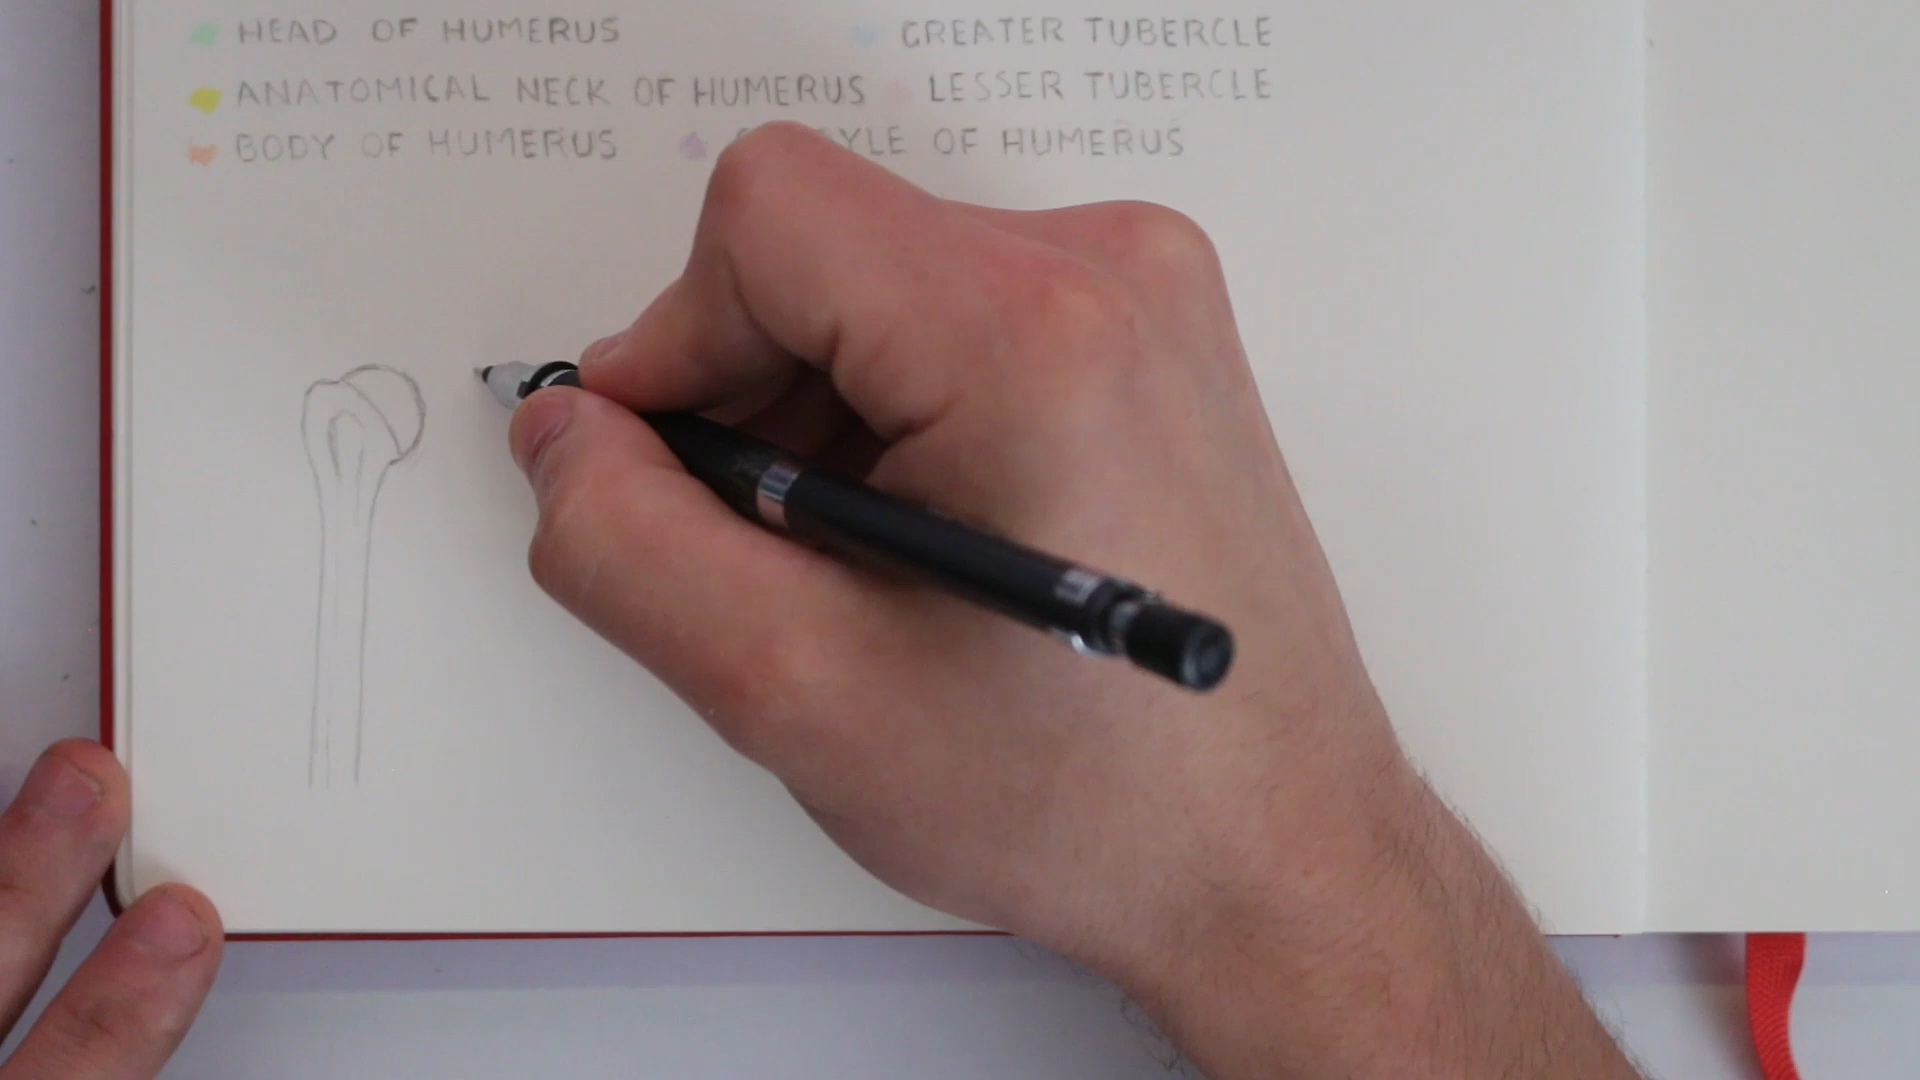 HEAD OF HUMERUS GREATER TUBERCLE
ANATOMICAL NECK OF HUMERUS LESSER TUBERCLE
BODY OF HUMERUS OF HUMERUS